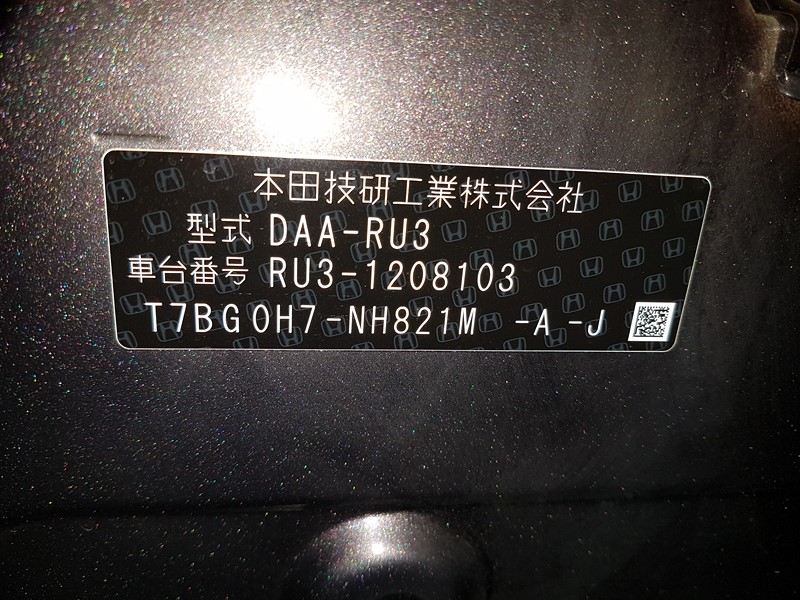 本田技研工業株式会社
型式 DAA-RU3
車台番号 RU3-1208103
T7BG0H7-NH821M -A -J